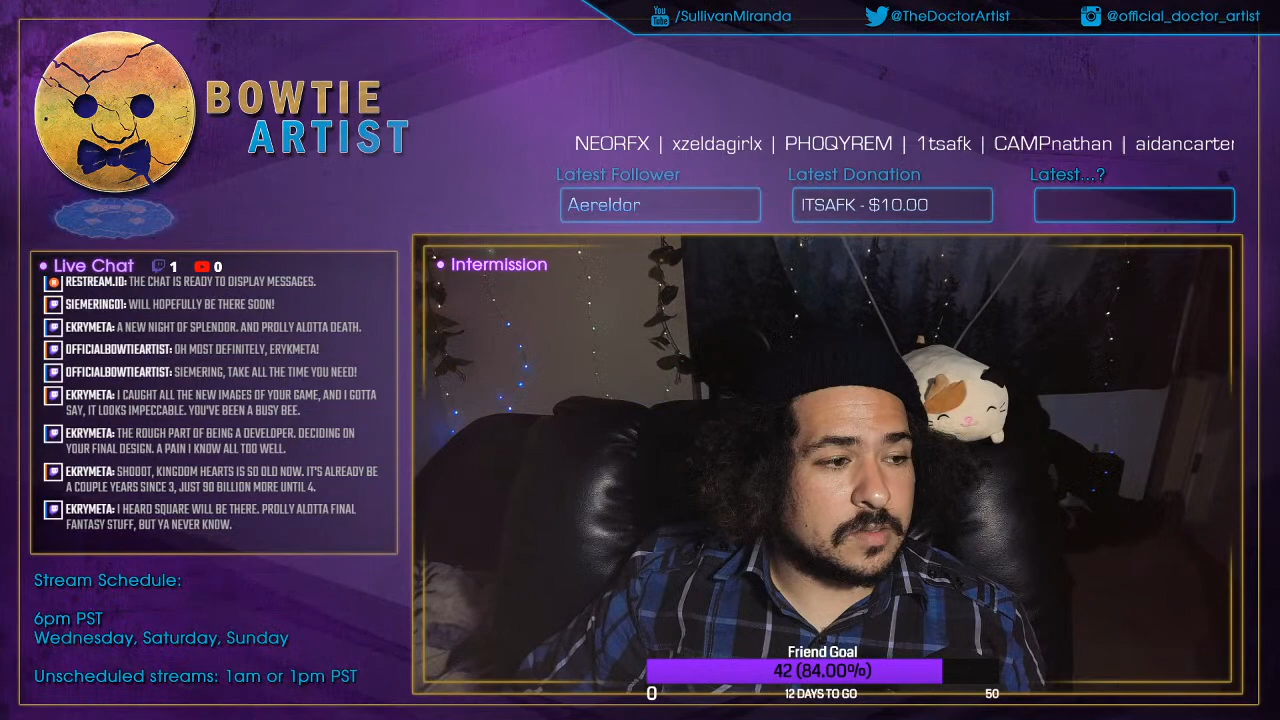 You Tube /SullivanMiranda
@TheDoctorArtist
@official_doctor_artist
BOWTIE
ARTIST
NEORFX | xzeldagirlx | PHOQYREM | 1tsafk | CAMPnathan | aidancarter
Latest Follower
Latest Donation
Latest...?
Aereldor
ITSAFK - $10.00
Live Chat 1 0
RESTREAM.IO: THE CHAT IS READY TO DISPLAY MESSAGES.
SIEMERING01: WILL HOPEFULLY BE THERE SOON!
EKRYMETA: A NEW NIGHT OF SPLENDOR. AND PROLLY ALOTTA DEATH.
OFFICIALBOWTIEARTIST: OH MOST DEFINITELY, ERYKMETA!
OFFICIALBOWTIEARTIST: SIEMERING, TAKE ALL THE TIME YOU NEED!
EKRYMETA: I CAUGHT ALL THE NEW IMAGES OF YOUR GAME, AND I GOTTA
SAY, IT LOOKS IMPECCABLE. YOU'VE BEEN A BUSY BEE.
EKRYMETA: THE ROUGH PART OF BEING A DEVELOPER. DECIDING ON
YOUR FINAL DESIGN. A PAIN I KNOW ALL TOO WELL.
EKRYMETA: SHOOOT, KINGDOM HEARTS IS SO OLD NOW. IT'S ALREADY BE
A COUPLE YEARS SINCE 3, JUST 90 BILLION MORE UNTIL 4.
EKRYMETA: I HEARD SQUARE WILL BE THERE. PROLLY ALOTTA FINAL
FANTASY STUFF, BUT YA NEVER KNOW.
Stream Schedule:
6pm PST
Wednesday, Saturday, Sunday
Unscheduled streams: 1am or 1pm PST
Intermission
Friend Goal
42 (84.00%)
0
12 DAYS TO GO
50